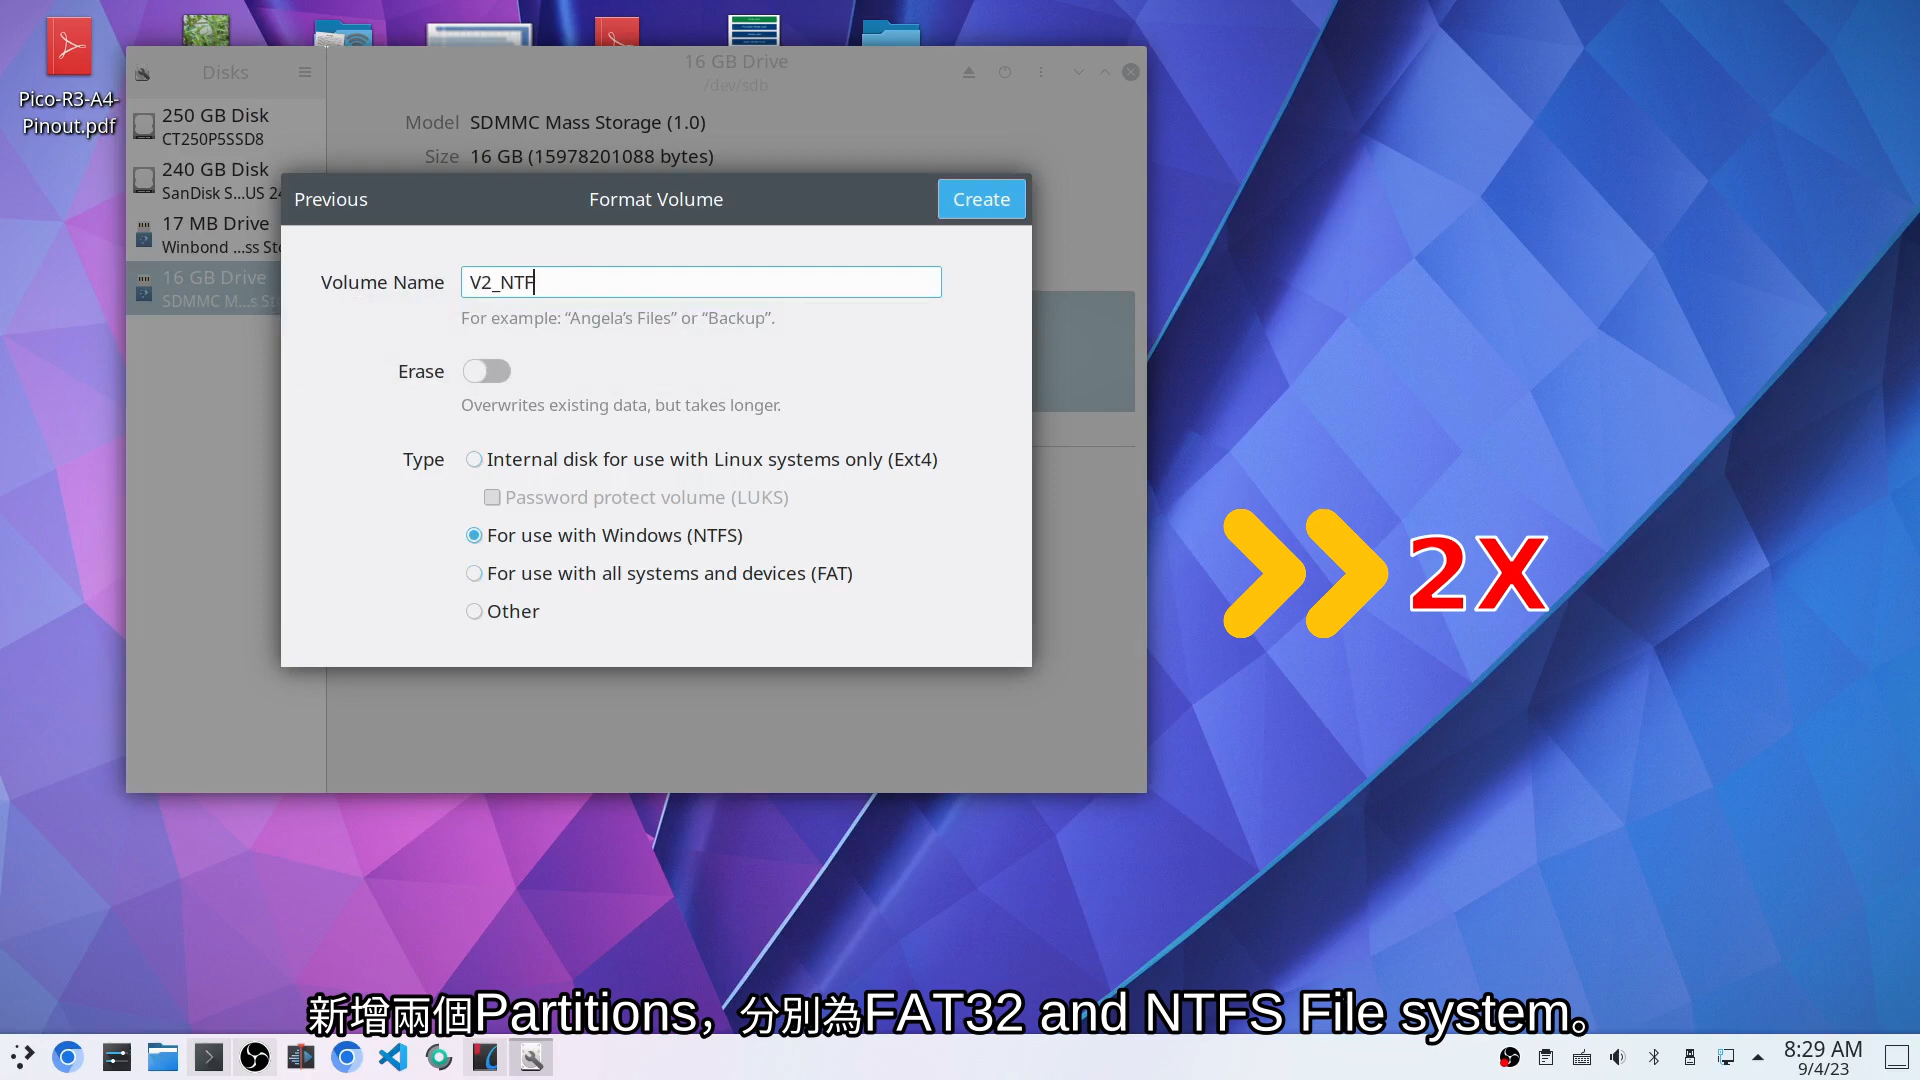 Pico-R3-A4-
Pinout.pdf
Disks
16 GB Drive
/dev/sdb
250 GB Disk
CT250P5SSD8
240 GB Disk
SanDisk S...US 24
17 MB Drive
Winbond ...ss Sto
16 GB Drive
SDMMC M...s St
Model SDMMC Mass Storage (1.0)
Size 16 GB (15978201088 bytes)
Previous
Format Volume
Create
Volume Name V2_NTF
For example: “Angela’s Files” or “Backup”.
Erase
Overwrites existing data, but takes longer.
Type Internal disk for use with Linux systems only (Ext4)
Password protect volume (LUKS)
For use with Windows (NTFS)
For use with all systems and devices (FAT)
Other
2X
新增兩個Partitions，分別為FAT32 and NTFS File system。
8:29 AM
9/4/23